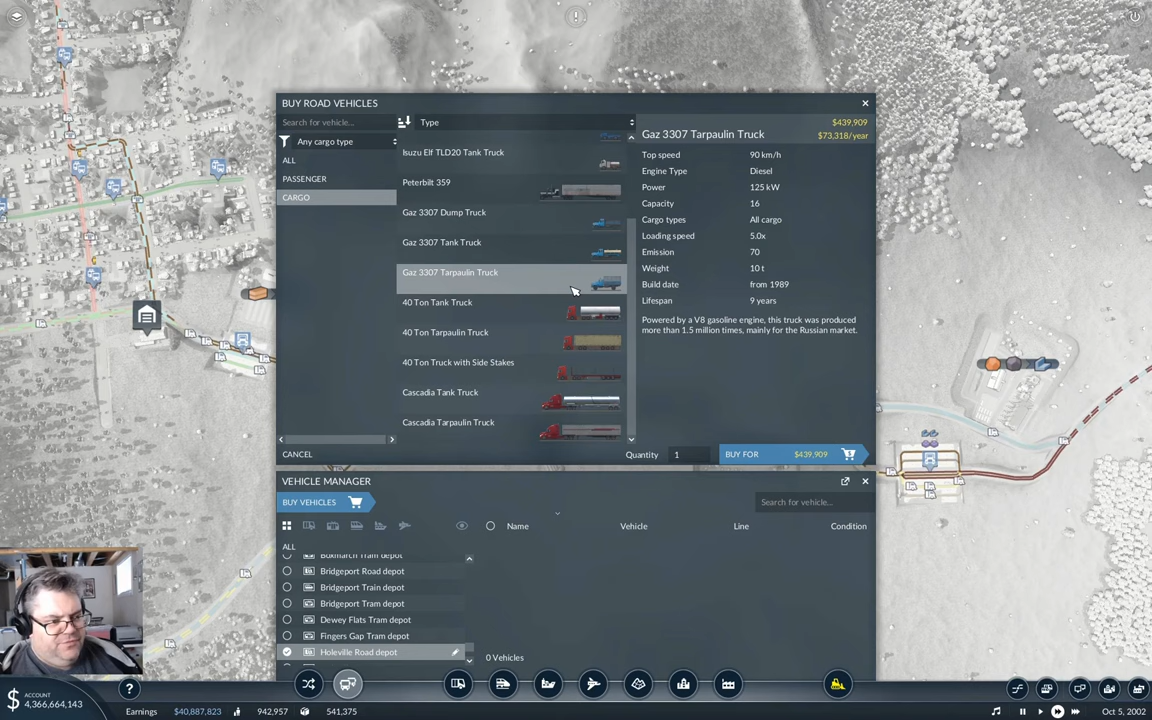 BUY ROAD VEHICLES
Search for vehicle...
Type
Any cargo type
ALL
PASSENGER
CARGO
Isuzu Elf TLD20 Tank Truck
Peterbilt 359
Gaz 3307 Dump Truck
Gaz 3307 Tank Truck
Gaz 3307 Tarpaulin Truck
40 Ton Tank Truck
40 Ton Tarpaulin Truck
40 Ton Truck with Side Stakes
Cascadia Tank Truck
Cascadia Tarpaulin Truck
$439,909
Gaz 3307 Tarpaulin Truck
$73,318/year
Top speed 90 km/h
Engine Type Diesel
Power 125 kW
Capacity 16
Cargo types All cargo
Loading speed 5.0x
Emission 70
Weight 10 t
Build date from 1989
Lifespan 9 years
Powered by a V8 gasoline engine, this truck was produced
more than 1.5 million times, mainly for the Russian market.
CANCEL
Quantity 1
BUY FOR $439,909
VEHICLE MANAGER
BUY VEHICLES
Search for vehicle...
Name Vehicle Line Condition
ALL
Buxmarch Tram depot
Bridgeport Road depot
Bridgeport Train depot
Bridgeport Tram depot
Dewey Flats Tram depot
Fingers Gap Tram depot
Holeville Road depot
0 Vehicles
?
$ ACCOUNT
4,366,664,143
Earnings $40,887,823 942,957 541,375
Oct 5, 2002